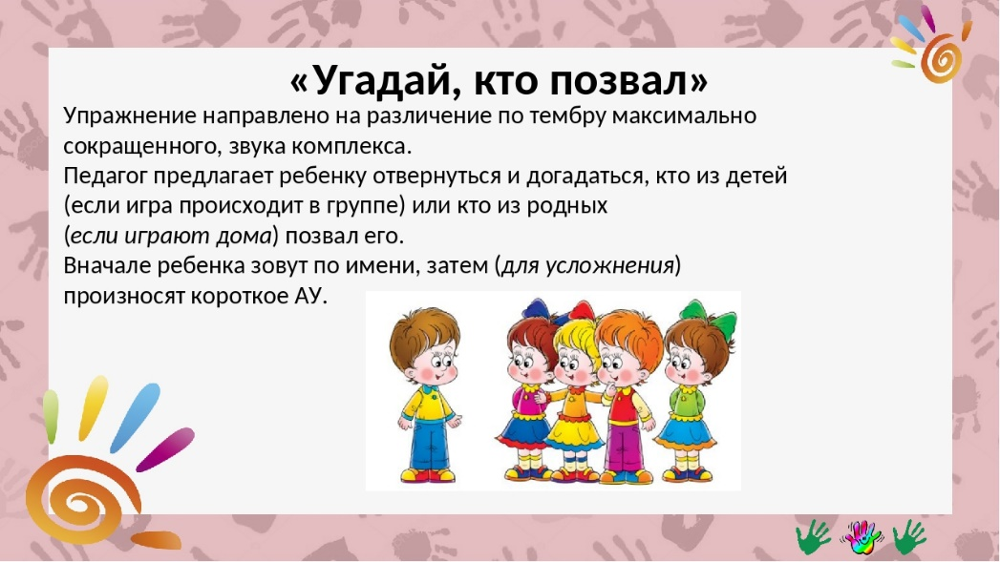 «Угадай, кто позвал»
Упражнение направлено на различение по тембру максимально
сокращенного, звука комплекса.
Педагог предлагает ребенку отвернуться и догадаться, кто из детей
(если игра происходит в группе) или кто из родных
(если играют дома) позвал его.
Вначале ребенка зовут по имени, затем (для усложнения)
произносят короткое АУ.